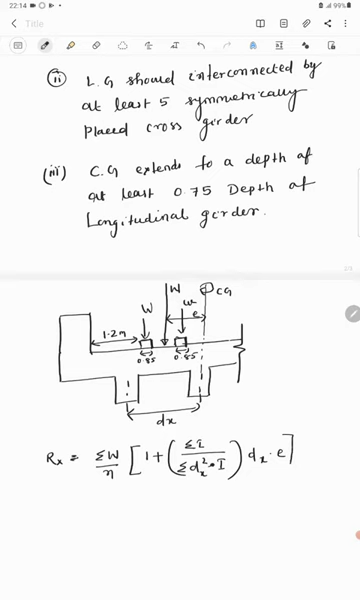 22:14
84%
Title
(ii) L.G should interconnected by
at least 5 symmetrically
placed cross girder
(iii) C.G extends to a depth of
at least 0.75 Depth of
Longitudinal girder.
2/3
W
CG
W
w
e
1.2m
0.85
0.85
dx
Rx = ΣW/η [1 + (ΣI/Σdx²·I) dx·e]